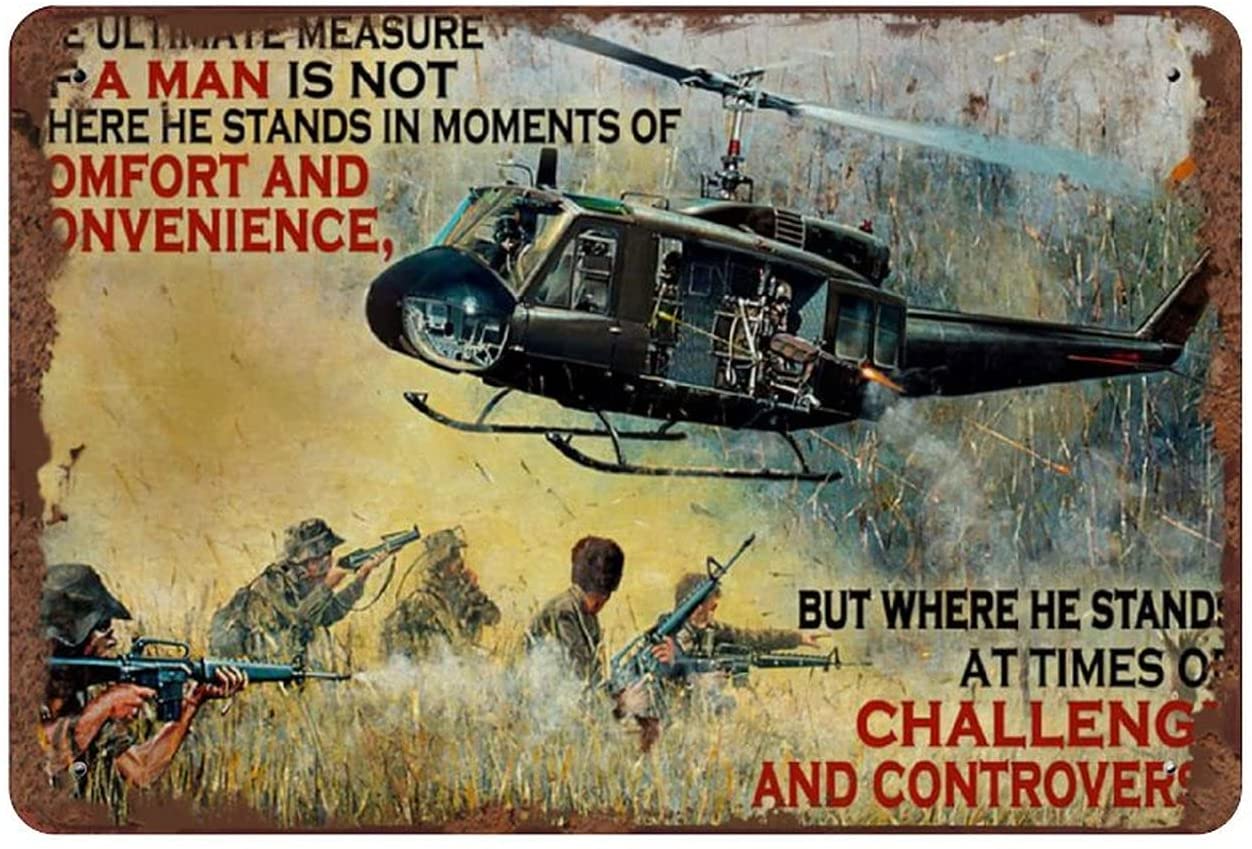 E ULTIMATE MEASURE
A MAN IS NOT
HERE HE STANDS IN MOMENTS OF
OMFORT AND
ONVENIENCE,
BUT WHERE HE STANDS
AT TIMES OF
CHALLENG
AND CONTROVERS